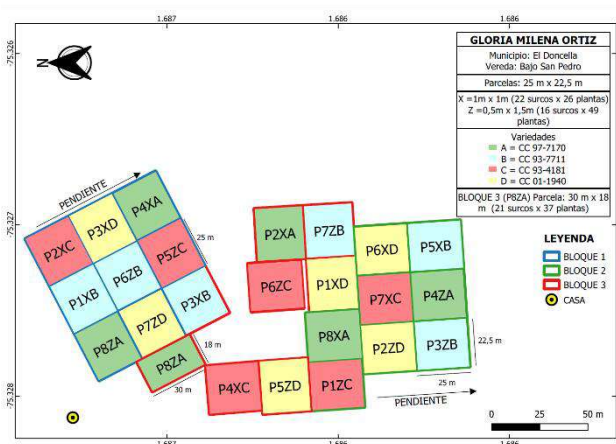 1.687
1.686
1.686
-75.326
-75.327
-75.328
N
GLORIA MILENA ORTIZ
Municipio: El Doncella
Vereda: Bajo San Pedro
Parcelas: 25 m x 22,5 m
X =1m x 1m (22 surcos x 26 plantas)
Z =0,5m x 1,5m (16 surcos x 49
plantas)
Variedades
A = CC 97-7170
B = CC 93-7711
C = CC 93-4181
D = CC 01-1940
BLOQUE 3 (P8ZA) Parcela: 30 m x 18
m (21 surcos x 37 plantas)
LEYENDA
BLOQUE 1
BLOQUE 2
BLOQUE 3
CASA
PENDIENTE
P2XC
P3XD
P4XA
25 m
P1XB
P6ZB
P5ZC
P8ZA
P7ZD
P3XB
P8ZA
18 m
30 m
P2XA
P7ZB
P6ZC
P1XD
P8XA
P4XC
P5ZD
P1ZC
P6XD
P5XB
P7XC
P4ZA
P2ZD
P3ZB
22,5 m
25 m
PENDIENTE
0
25
50 m
1.687
1.686
1.686